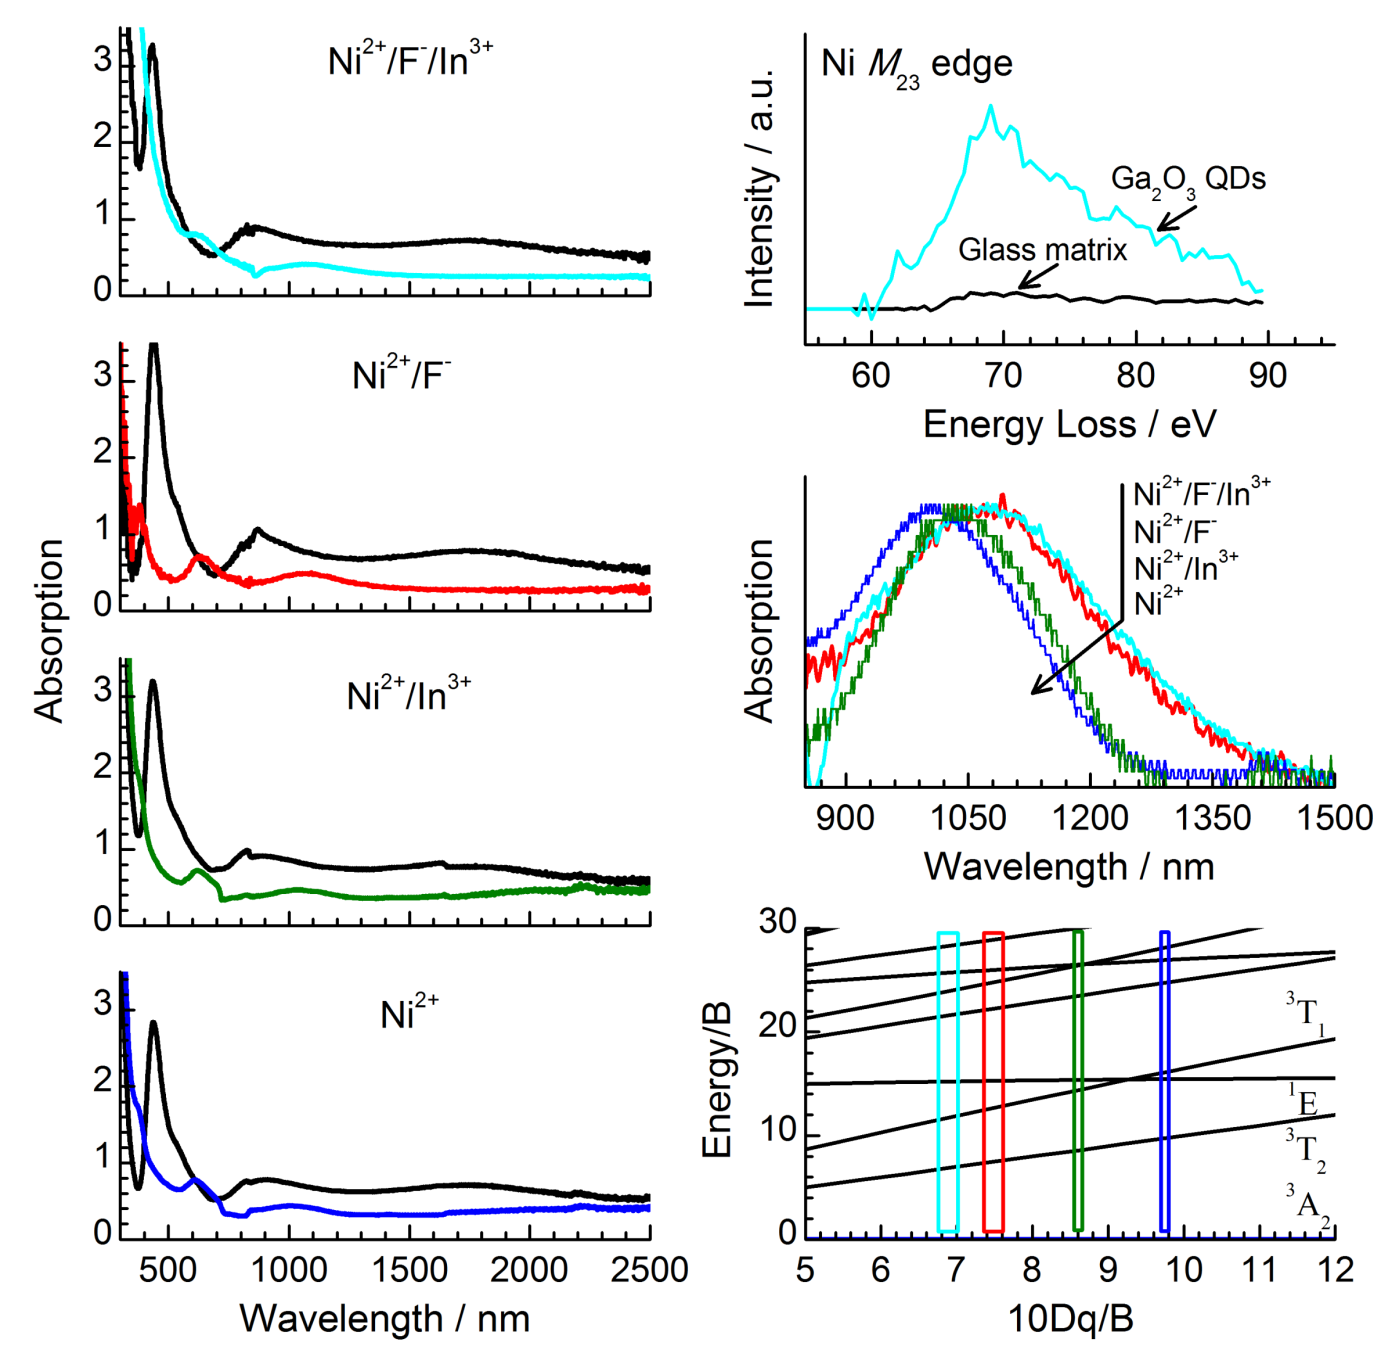 Ni2+/F-/In3+
3
2
1
0
Ni2+/F-
3
2
1
0
Absorption
Ni2+/In3+
3
2
1
0
Ni2+
3
2
1
0
500 1000 1500 2000 2500
Wavelength / nm
Ni M23 edge
Intensity / a.u.
Ga2O3 QDs
Glass matrix
60 70 80 90
Energy Loss / eV
Ni2+/F-/In3+
Ni2+/F-
Ni2+/In3+
Ni2+
Absorption
900 1050 1200 1350 1500
Wavelength / nm
30
20
10
0
Energy/B
3T1
1E
3T2
3A2
5 6 7 8 9 10 11 12
10Dq/B